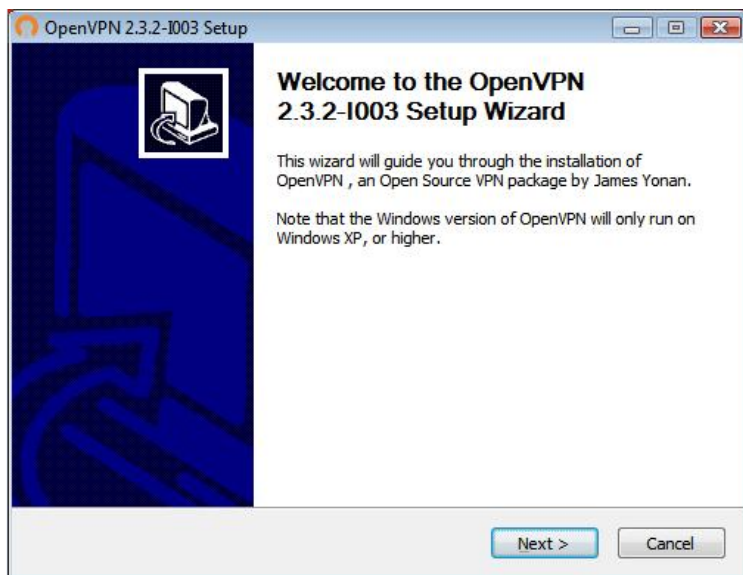 OpenVPN 2.3.2-I003 Setup
Welcome to the OpenVPN
2.3.2-I003 Setup Wizard
This wizard will guide you through the installation of
OpenVPN , an Open Source VPN package by James Yonan.
Note that the Windows version of OpenVPN will only run on
Windows XP, or higher.
Next >
Cancel